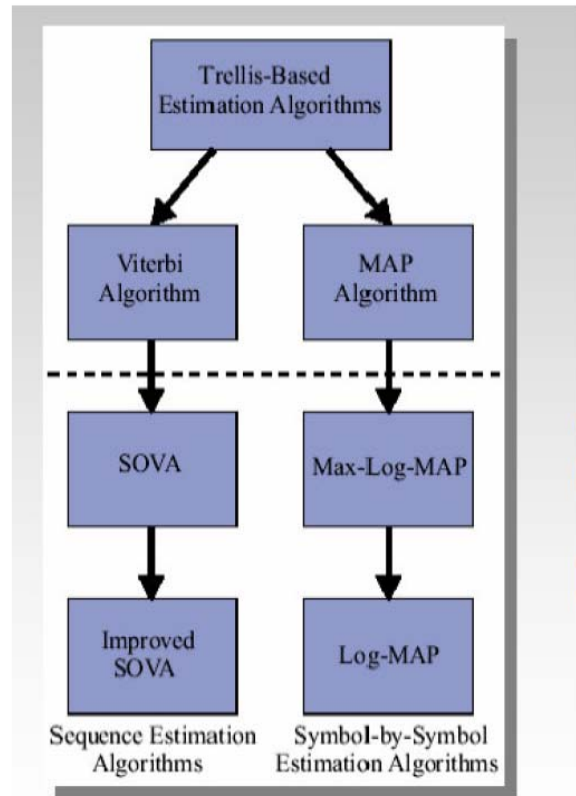 Trellis-Based
Estimation Algorithms
Viterbi
Algorithm
MAP
Algorithm
SOVA
Max-Log-MAP
Improved
SOVA
Log-MAP
Sequence Estimation
Algorithms
Symbol-by-Symbol
Estimation Algorithms